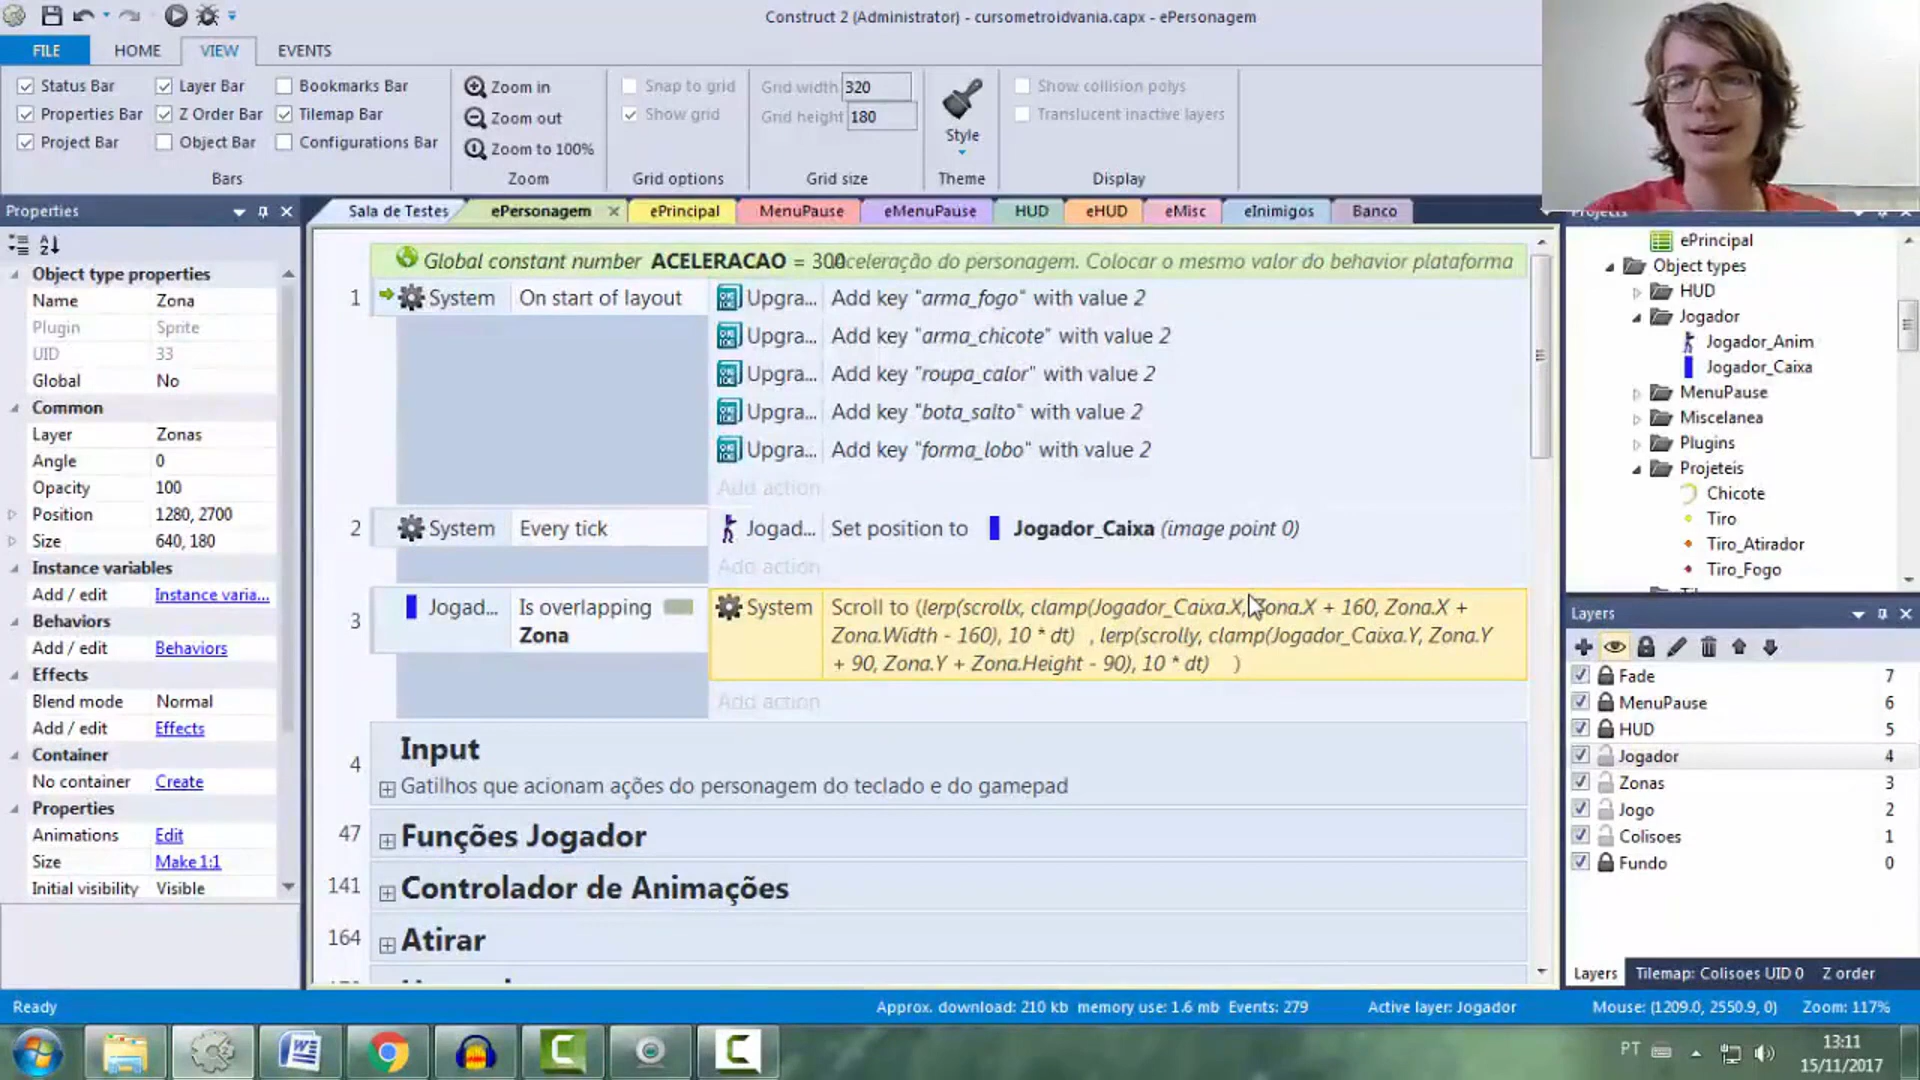 Construct 2 (Administrator) - cursometroidvania.capx - ePersonagem
FILE HOME VIEW EVENTS
Status Bar Layer Bar Bookmarks Bar
Properties Bar Z Order Bar Tilemap Bar
Project Bar Object Bar Configurations Bar
Bars
Zoom in
Zoom out
Zoom to 100%
Zoom
Snap to grid
Show grid
Grid options
Grid width 320
Grid height 180
Grid size
Style
Theme
Show collision polys
Translucent inactive layers
Display
Properties
Sala de Testes ePersonagem ePrincipal MenuPause eMenuPause HUD eHUD eMisc eInimigos Banco
Object type properties
Name Zona
Plugin Sprite
UID 33
Global No
Common
Layer Zonas
Angle 0
Opacity 100
Position 1280, 2700
Size 640, 180
Instance variables
Add / edit Instance varia...
Behaviors
Add / edit Behaviors
Effects
Blend mode Normal
Add / edit Effects
Container
No container Create
Properties
Animations Edit
Size Make 1:1
Initial visibility Visible
Global constant number ACELERACAO = 300
aceleração do personagem. Colocar o mesmo valor do behavior plataforma
1 System On start of layout Upgra... Add key "arma_fogo" with value 2
Upgra... Add key "arma_chicote" with value 2
Upgra... Add key "roupa_calor" with value 2
Upgra... Add key "bota_salto" with value 2
Upgra... Add key "forma_lobo" with value 2
Add action
2 System Every tick Jogad... Set position to Jogador_Caixa (image point 0)
Add action
3 Jogad... Is overlapping Zona
System Scroll to (lerp(scrollx, clamp(Jogador_Caixa.X, Zona.X + 160, Zona.X +
Zona.Width - 160), 10 * dt) , lerp(scrolly, clamp(Jogador_Caixa.Y, Zona.Y
+ 90, Zona.Y + Zona.Height - 90), 10 * dt) )
Add action
4 Input
Gatilhos que acionam ações do personagem do teclado e do gamepad
47 Funções Jogador
141 Controlador de Animações
164 Atirar
Projects
ePrincipal
Object types
HUD
Jogador
Jogador_Anim
Jogador_Caixa
MenuPause
Miscelanea
Plugins
Projeteis
Chicote
Tiro
Tiro_Atirador
Tiro_Fogo
Layers
Fade 7
MenuPause 6
HUD 5
Jogador 4
Zonas 3
Jogo 2
Colisoes 1
Fundo 0
Layers Tilemap: Colisoes UID 0 Z order
Ready Approx. download: 210 kb memory use: 1.6 mb Events: 279 Active layer: Jogador Mouse: (1209.0, 2550.9, 0) Zoom: 117%
PT
13:11
15/11/2017